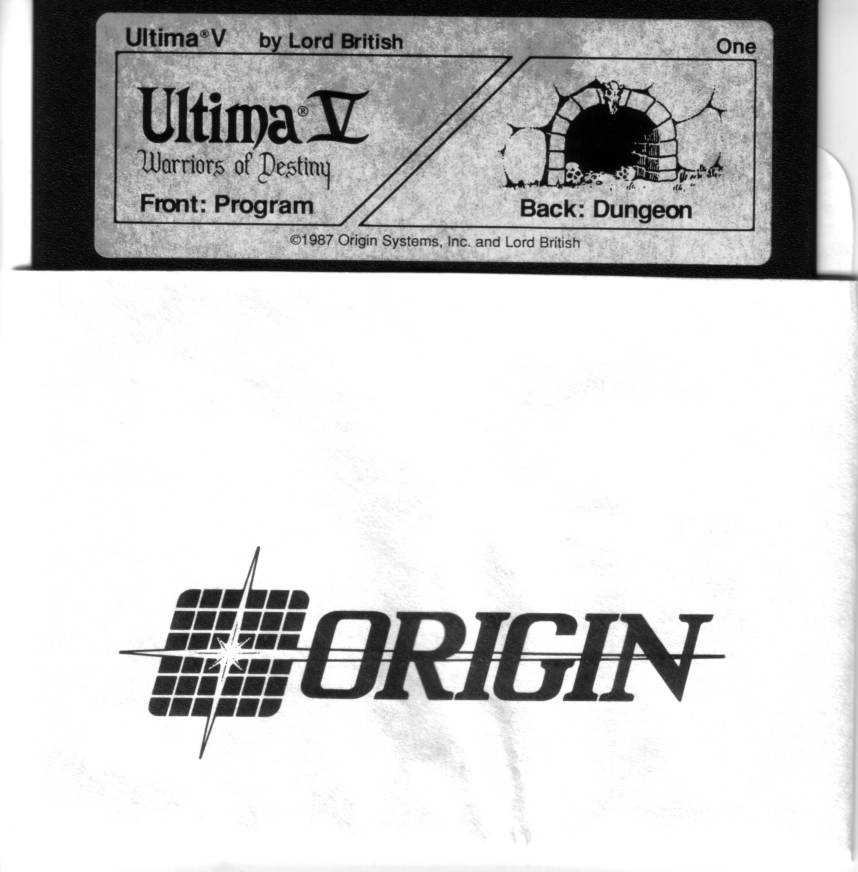 Ultima® V by Lord British
One
Ultima® V
Warriors of Destiny
Front: Program
Back: Dungeon
©1987 Origin Systems, Inc. and Lord British
ORIGIN